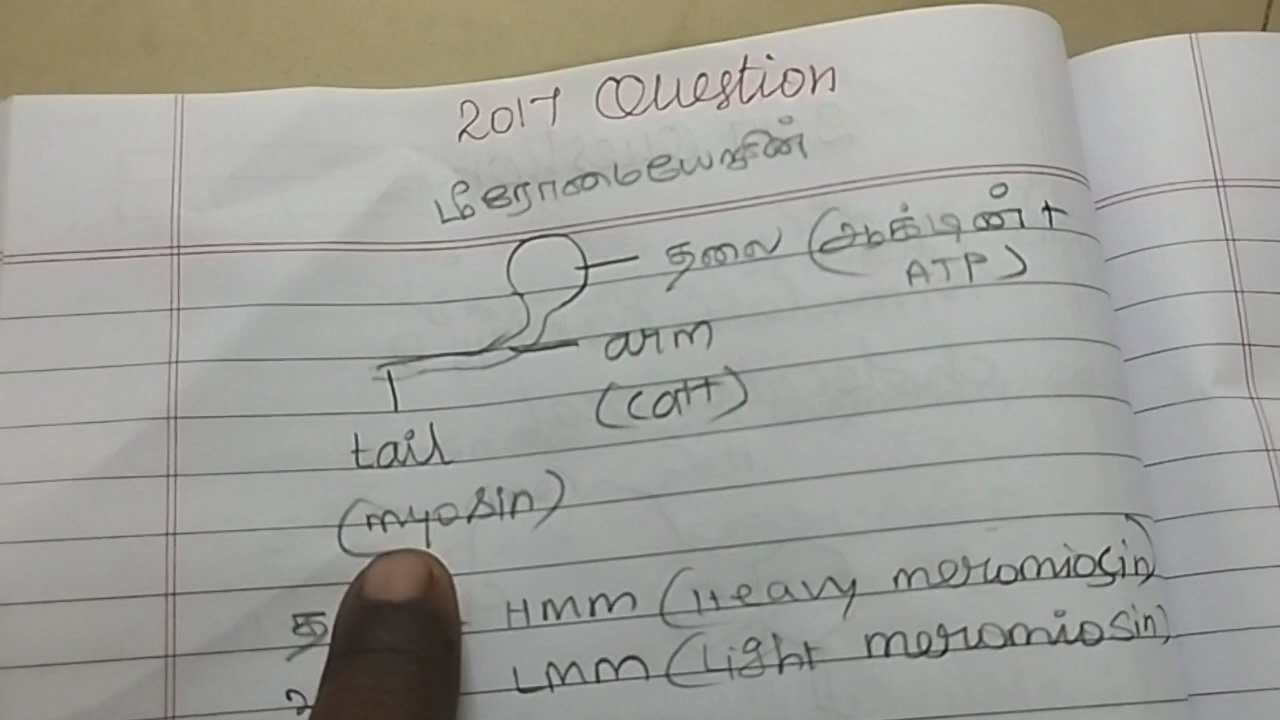 2017 Question
மீரோமையோசின்
தலை (ஆக்டின் +
ATP)
arm
(Ca++)
tail
(myosin)
HMM (Heavy meromiosin)
LMM (Light meromiosin)